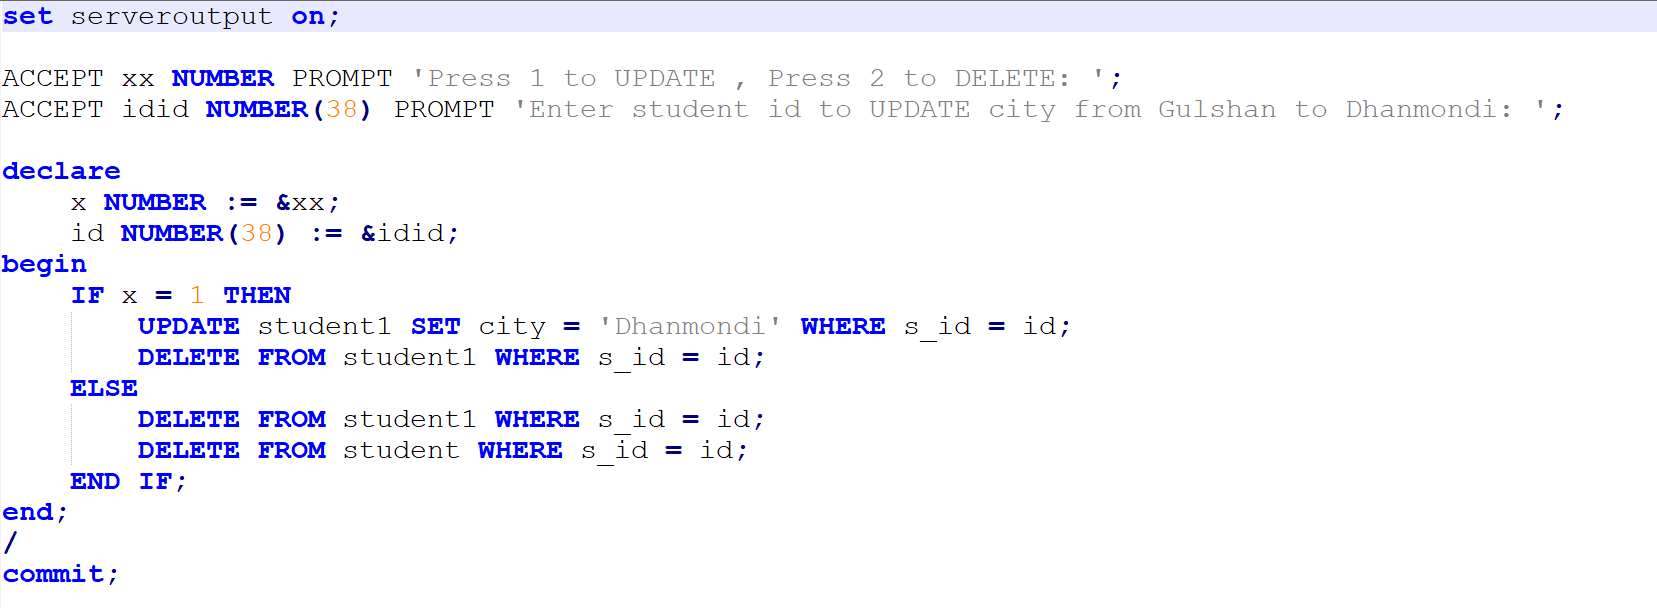 set serveroutput on;
ACCEPT xx NUMBER PROMPT 'Press 1 to UPDATE , Press 2 to DELETE: ';
ACCEPT idid NUMBER(38) PROMPT 'Enter student id to UPDATE city from Gulshan to Dhanmondi: ';
declare
x NUMBER := &xx;
id NUMBER(38) := &idid;
begin
IF x = 1 THEN
UPDATE student1 SET city = 'Dhanmondi' WHERE s_id = id;
DELETE FROM student1 WHERE s_id = id;
ELSE
DELETE FROM student1 WHERE s_id = id;
DELETE FROM student WHERE s_id = id;
END IF;
end;
/
commit;